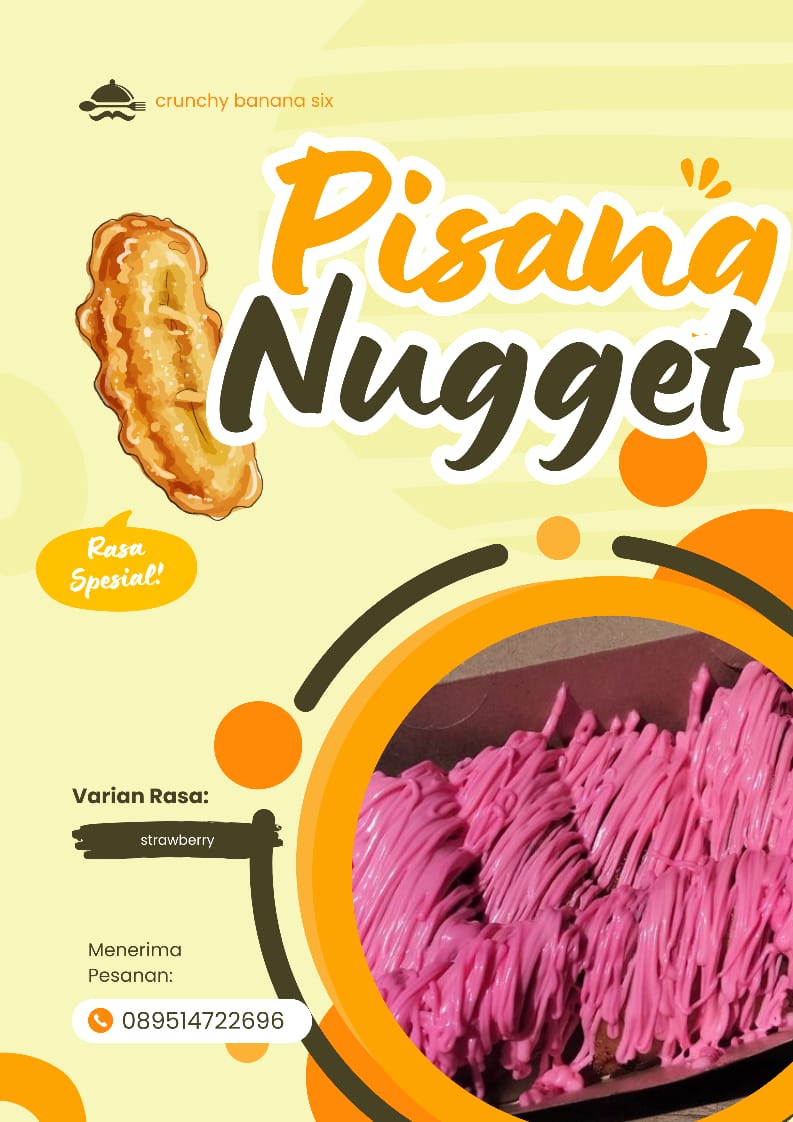 crunchy banana six
Pisang
Nugget
Rasa
Spesial!
Varian Rasa:
strawberry
Menerima
Pesanan:
089514722696